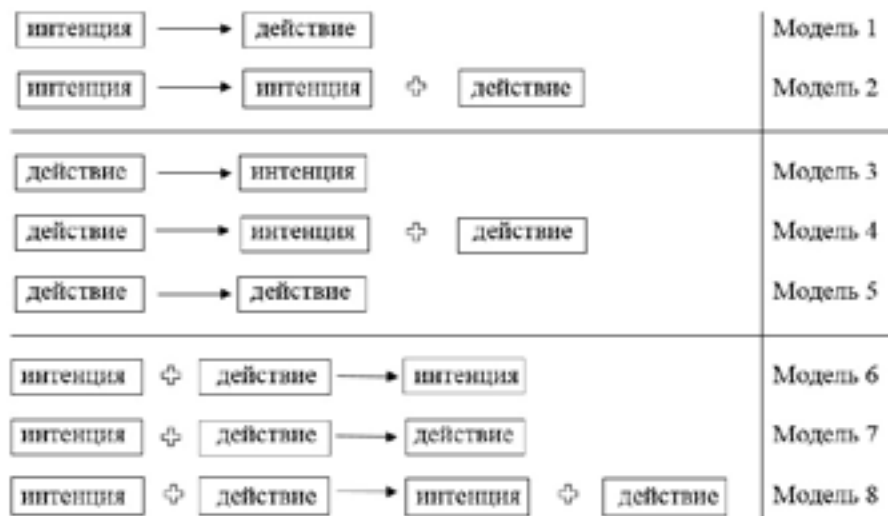 интенция действие Модель 1
интенция интенция действие Модель 2
действие интенция Модель 3
действие интенция действие Модель 4
действие действие Модель 5
интенция действие интенция Модель 6
интенция действие действие Модель 7
интенция действие интенция действие Модель 8